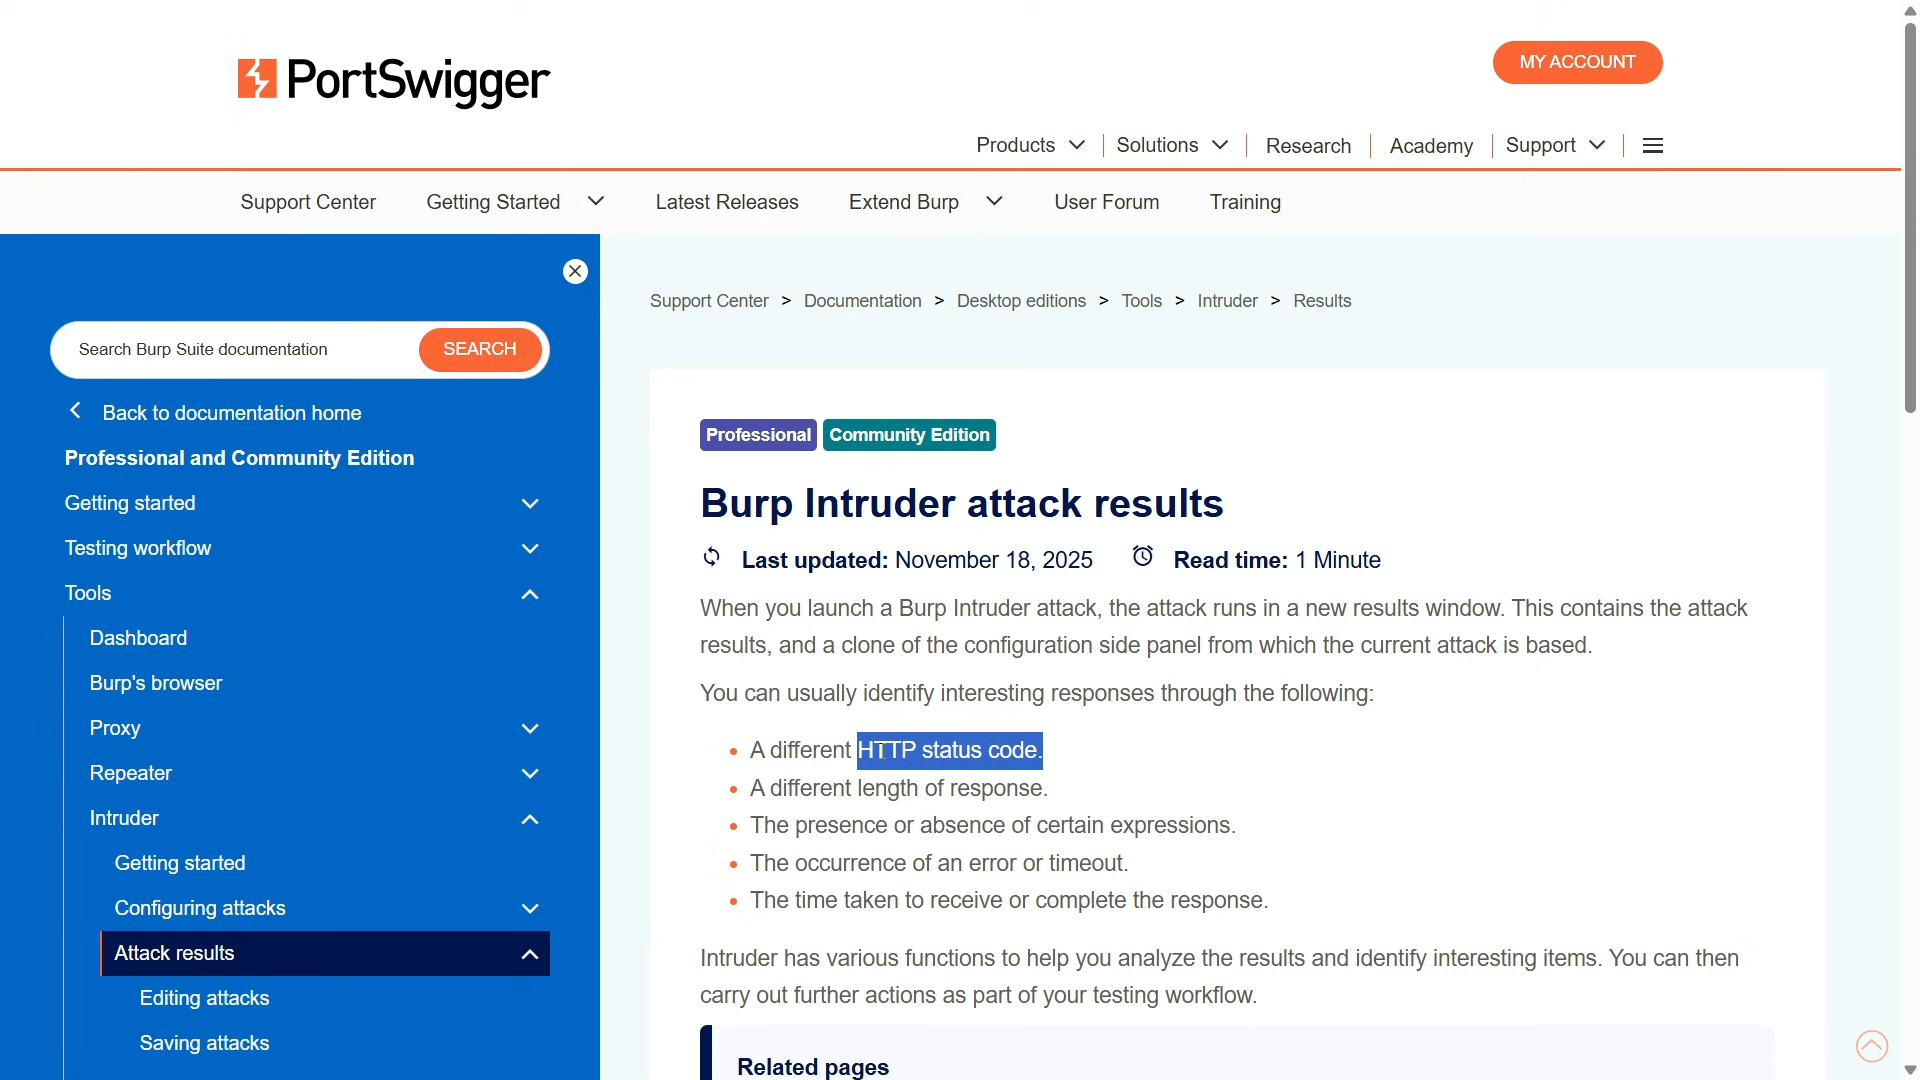 PortSwigger
MY ACCOUNT
Products
Solutions
Research
Academy
Support
Support Center
Getting Started
Latest Releases
Extend Burp
User Forum
Training
Search Burp Suite documentation
SEARCH
Back to documentation home
Professional and Community Edition
Getting started
Testing workflow
Tools
Dashboard
Burp's browser
Proxy
Repeater
Intruder
Getting started
Configuring attacks
Attack results
Editing attacks
Saving attacks
Support Center > Documentation > Desktop editions > Tools > Intruder > Results
Professional Community Edition
Burp Intruder attack results
Last updated: November 18, 2025 Read time: 1 Minute
When you launch a Burp Intruder attack, the attack runs in a new results window. This contains the attack
results, and a clone of the configuration side panel from which the current attack is based.
You can usually identify interesting responses through the following:
• A different HTTP status code.
• A different length of response.
• The presence or absence of certain expressions.
• The occurrence of an error or timeout.
• The time taken to receive or complete the response.
Intruder has various functions to help you analyze the results and identify interesting items. You can then
carry out further actions as part of your testing workflow.
Related pages